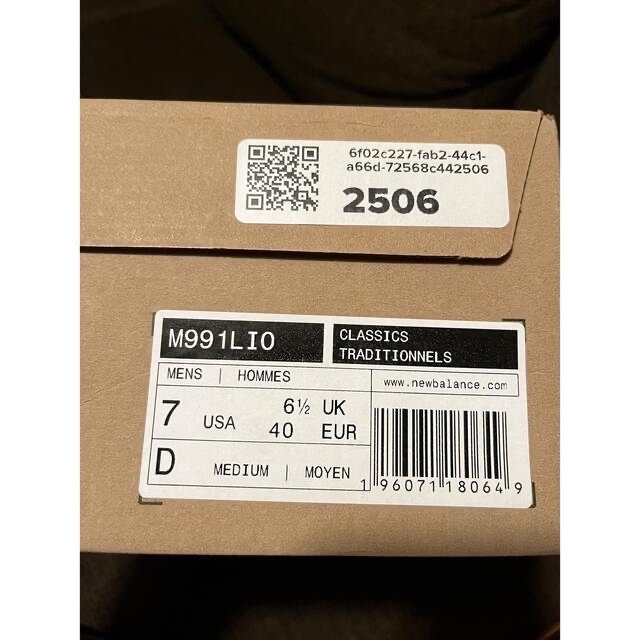 6f02c227-fab2-44c1-
a66d-72568c442506
2506
M991LIO
CLASSICS
TRADITIONNELS
MENS | HOMMES
www.newbalance.com
7 USA
6½ UK
40 EUR
D MEDIUM | MOYEN
1 96071 18064 9